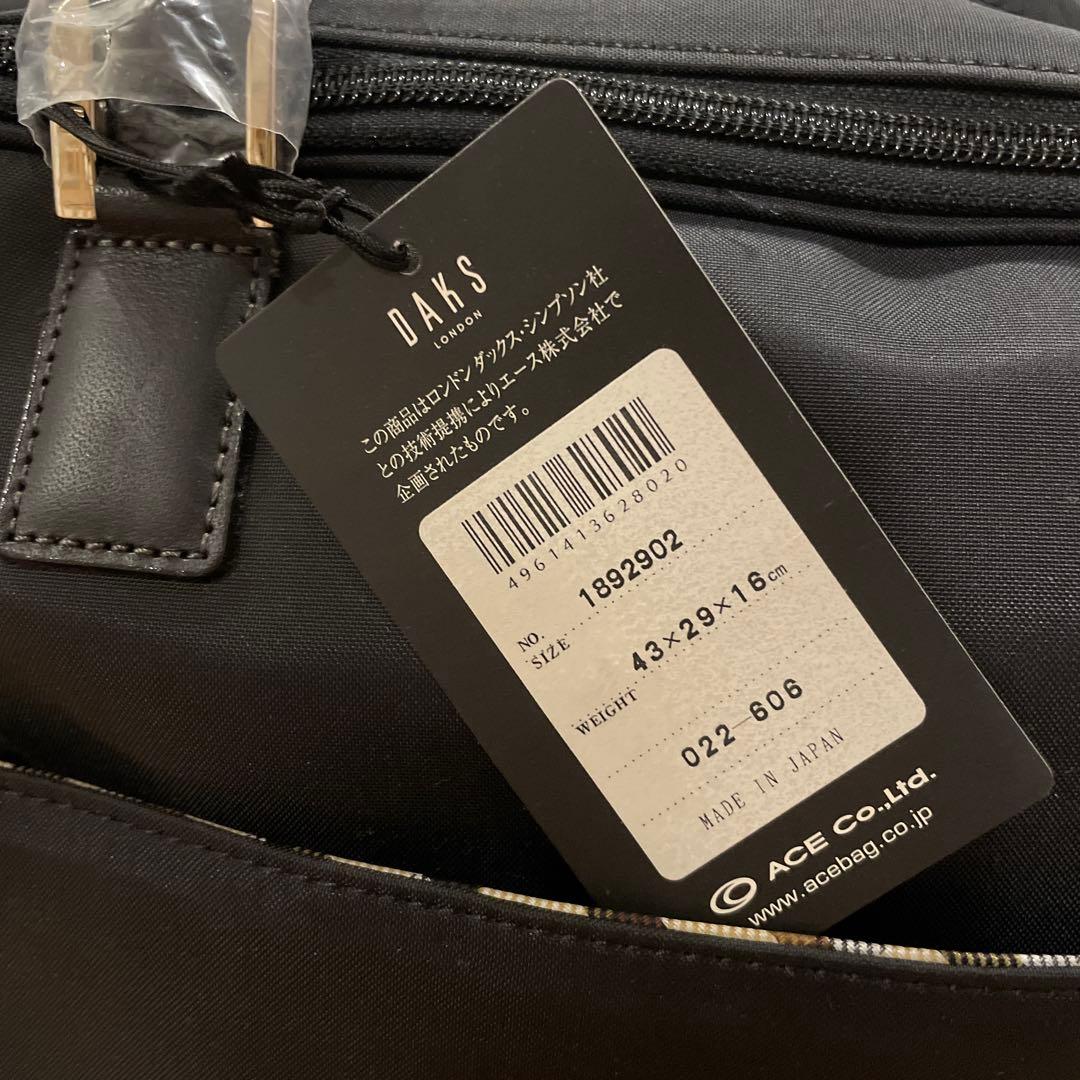 DAKS
LONDON
この商品はロンドンダックス・シンプソン社
との技術提携によりエース株式会社で
企画されたものです。
4961413628020
NO. 1892902
SIZE 43×29×16cm
WEIGHT
022-606
MADE IN JAPAN
ACE CO.,Ltd.
www.acebag.co.jp